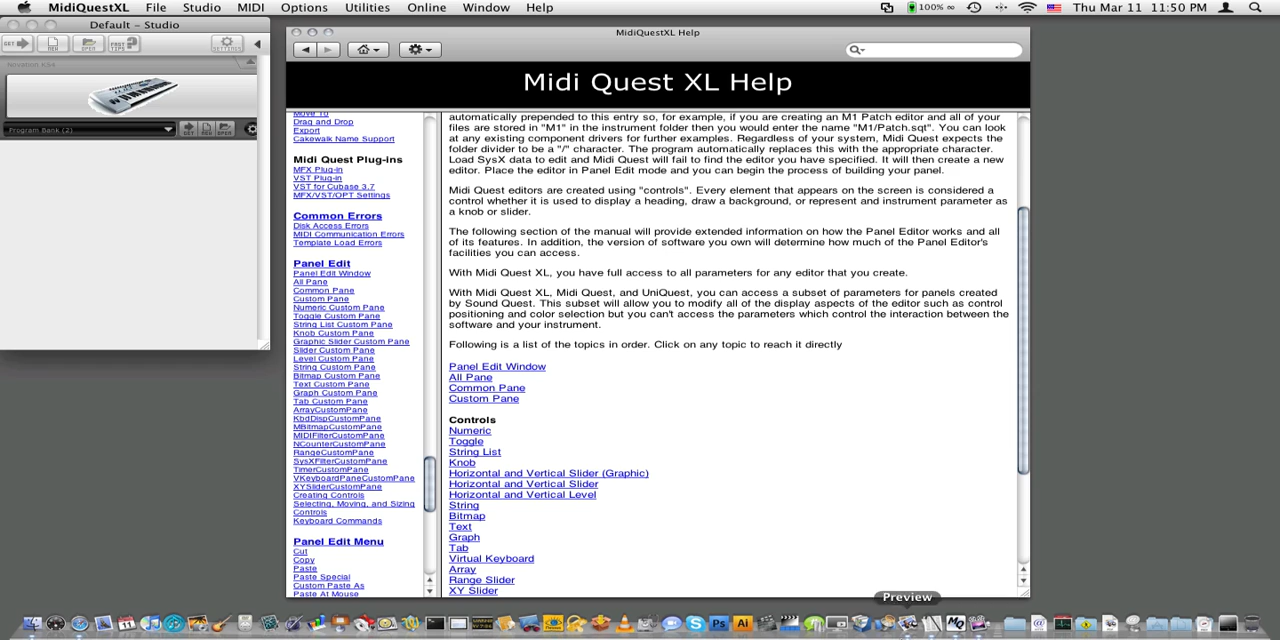 MidiQuestXL File Studio MIDI Options Utilities Online Window Help 100% Thu Mar 11 11:50 PM
Default – Studio
MidiQuestXL Help
GET NEW OPEN FAST TIPS SETTINGS
Novation KS4
Program Bank (2) GET NEW OPEN
Midi Quest XL Help
Move To
Drag and Drop
Export
Cakewalk Name Support
Midi Quest Plug-ins
MFX Plug-in
VST Plug-in
VST for Cubase 3.7
MFX/VST/OPT Settings
Common Errors
Disk Access Errors
MIDI Communication Errors
Template Load Errors
Panel Edit
Panel Edit Window
All Pane
Common Pane
Custom Pane
Numeric Custom Pane
Toggle Custom Pane
String List Custom Pane
Knob Custom Pane
Graphic Slider Custom Pane
Slider Custom Pane
Level Custom Pane
String Custom Pane
Bitmap Custom Pane
Text Custom Pane
Graph Custom Pane
Tab Custom Pane
ArrayCustomPane
KbdDispCustomPane
MBitmapCustomPane
MIDIFilterCustomPane
NCounterCustomPane
RangeCustomPane
SysXFilterCustomPane
TimerCustomPane
VKeyboardPaneCustomPane
XYSliderCustomPane
Creating Controls
Selecting, Moving, and Sizing
Controls
Keyboard Commands
Panel Edit Menu
Cut
Copy
Paste
Paste Special
Custom Paste As
Paste At Mouse
automatically prepended to this entry so, for example, if you are creating an M1 Patch editor and all of your
files are stored in "M1" in the instrument folder then you would enter the name "M1/Patch.sqt". You can look
at any existing component drivers for further examples. Regardless of your system, Midi Quest expects the
folder divider to be a "/" character. The program automatically replaces this with the appropriate character.
Load SysX data to edit and Midi Quest will fail to find the editor you have specified. It will then create a new
editor. Place the editor in Panel Edit mode and you can begin the process of building your panel.
Midi Quest editors are created using "controls". Every element that appears on the screen is considered a
control whether it is used to display a heading, draw a background, or represent and instrument parameter as
a knob or slider.
The following section of the manual will provide extended information on how the Panel Editor works and all
of its features. In addition, the version of software you own will determine how much of the Panel Editor's
facilities you can access.
With Midi Quest XL, you have full access to all parameters for any editor that you create.
With Midi Quest XL, Midi Quest, and UniQuest, you can access a subset of parameters for panels created
by Sound Quest. This subset will allow you to modify all of the display aspects of the editor such as control
positioning and color selection but you can't access the parameters which control the interaction between the
software and your instrument.
Following is a list of the topics in order. Click on any topic to reach it directly
Panel Edit Window
All Pane
Common Pane
Custom Pane
Controls
Numeric
Toggle
String List
Knob
Horizontal and Vertical Slider (Graphic)
Horizontal and Vertical Slider
Horizontal and Vertical Level
String
Bitmap
Text
Graph
Tab
Virtual Keyboard
Array
Range Slider
XY Slider
Preview
11 Ps Ai MQ